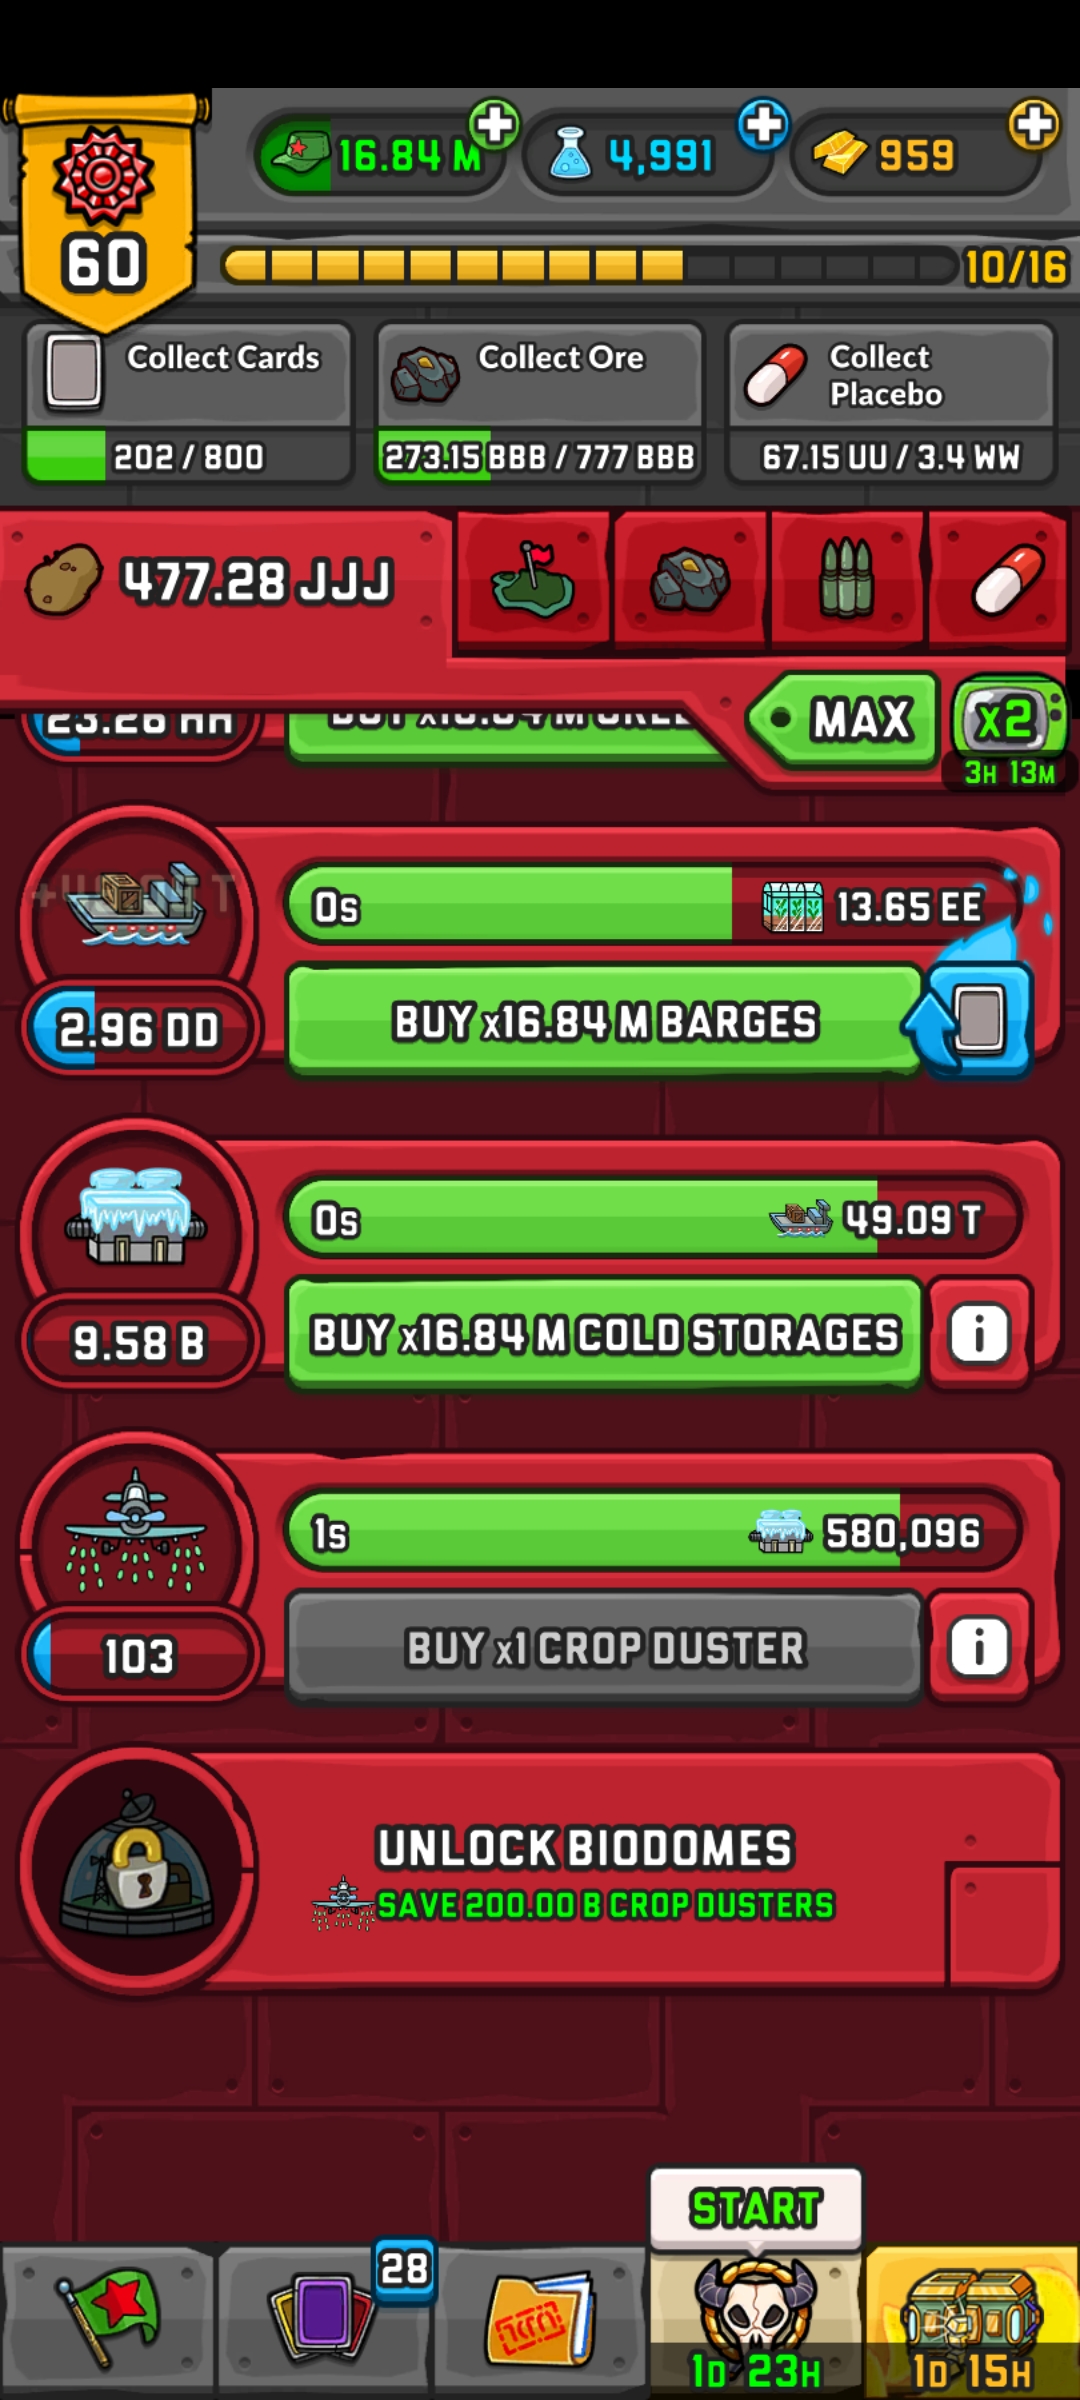 16.84 M
4,991
959
60
10/16
Collect Cards
202 / 800
Collect Ore
273.15 BBB / 777 BBB
Collect
Placebo
67.15 UU / 3.4 WW
477.28 JJJ
MAX
x2
3H 13M
23.26 HH
0s
13.65 EE
2.96 DD
BUY x16.84 M BARGES
0s
49.09 T
9.58 B
BUY x16.84 M COLD STORAGES
i
1s
580,096
103
BUY x1 CROP DUSTER
i
UNLOCK BIODOMES
SAVE 200.00 B CROP DUSTERS
START
28
1D 23H
1D 15H